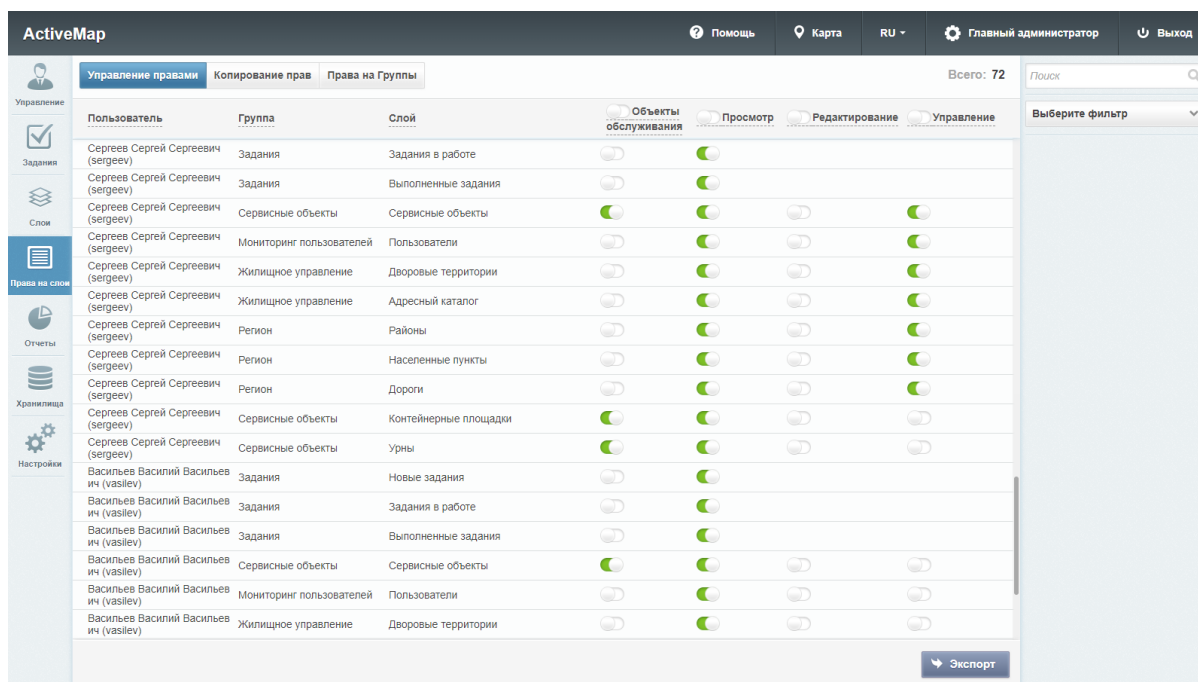 ActiveMap
Помощь
Карта
RU
Главный администратор
Выход
Управление
Задания
Слои
Права на слои
Отчеты
Хранилища
Настройки
Управление правами
Копирование прав
Права на Группы
Всего: 72
Поиск
Выберите фильтр
Пользователь
Группа
Слой
Объекты
обслуживания
Просмотр
Редактирование
Управление
Сергеев Сергей Сергеевич
(sergeev)
Задания
Задания в работе
Сергеев Сергей Сергеевич
(sergeev)
Задания
Выполненные задания
Сергеев Сергей Сергеевич
(sergeev)
Сервисные объекты
Сервисные объекты
Сергеев Сергей Сергеевич
(sergeev)
Мониторинг пользователей
Пользователи
Сергеев Сергей Сергеевич
(sergeev)
Жилищное управление
Дворовые территории
Сергеев Сергей Сергеевич
(sergeev)
Жилищное управление
Адресный каталог
Сергеев Сергей Сергеевич
(sergeev)
Регион
Районы
Сергеев Сергей Сергеевич
(sergeev)
Регион
Населенные пункты
Сергеев Сергей Сергеевич
(sergeev)
Регион
Дороги
Сергеев Сергей Сергеевич
(sergeev)
Сервисные объекты
Контейнерные площадки
Сергеев Сергей Сергеевич
(sergeev)
Сервисные объекты
Урны
Васильев Василий Васильев
ич (vasilev)
Задания
Новые задания
Васильев Василий Васильев
ич (vasilev)
Задания
Задания в работе
Васильев Василий Васильев
ич (vasilev)
Задания
Выполненные задания
Васильев Василий Васильев
ич (vasilev)
Сервисные объекты
Сервисные объекты
Васильев Василий Васильев
ич (vasilev)
Мониторинг пользователей
Пользователи
Васильев Василий Васильев
ич (vasilev)
Жилищное управление
Дворовые территории
Экспорт